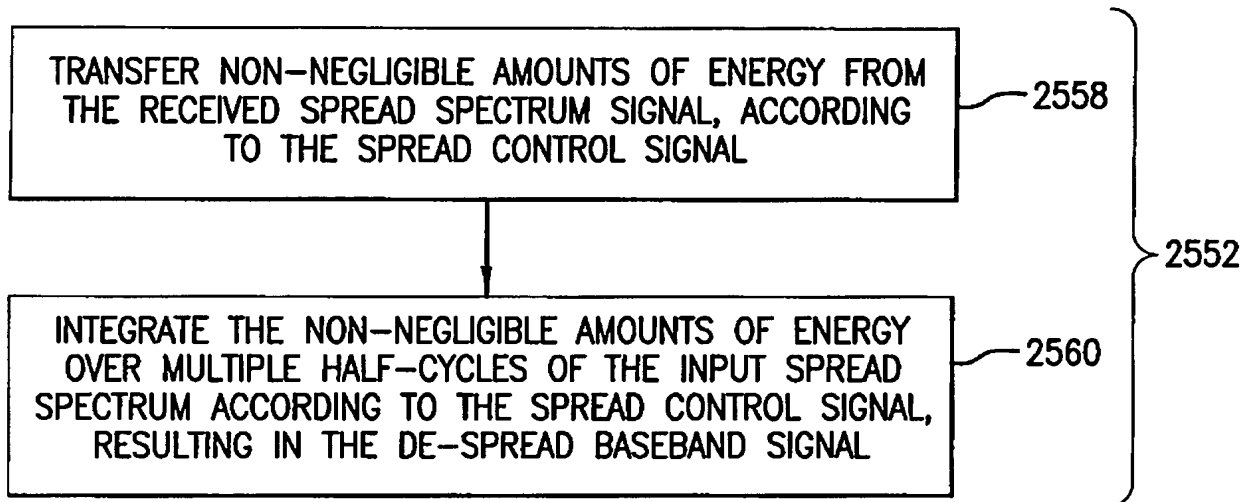 TRANSFER NON-NEGLIGIBLE AMOUNTS OF ENERGY FROM
THE RECEIVED SPREAD SPECTRUM SIGNAL, ACCORDING
TO THE SPREAD CONTROL SIGNAL
2558
2552
INTEGRATE THE NON-NEGLIGIBLE AMOUNTS OF ENERGY
OVER MULTIPLE HALF-CYCLES OF THE INPUT SPREAD
SPECTRUM ACCORDING TO THE SPREAD CONTROL SIGNAL,
RESULTING IN THE DE-SPREAD BASEBAND SIGNAL
2560